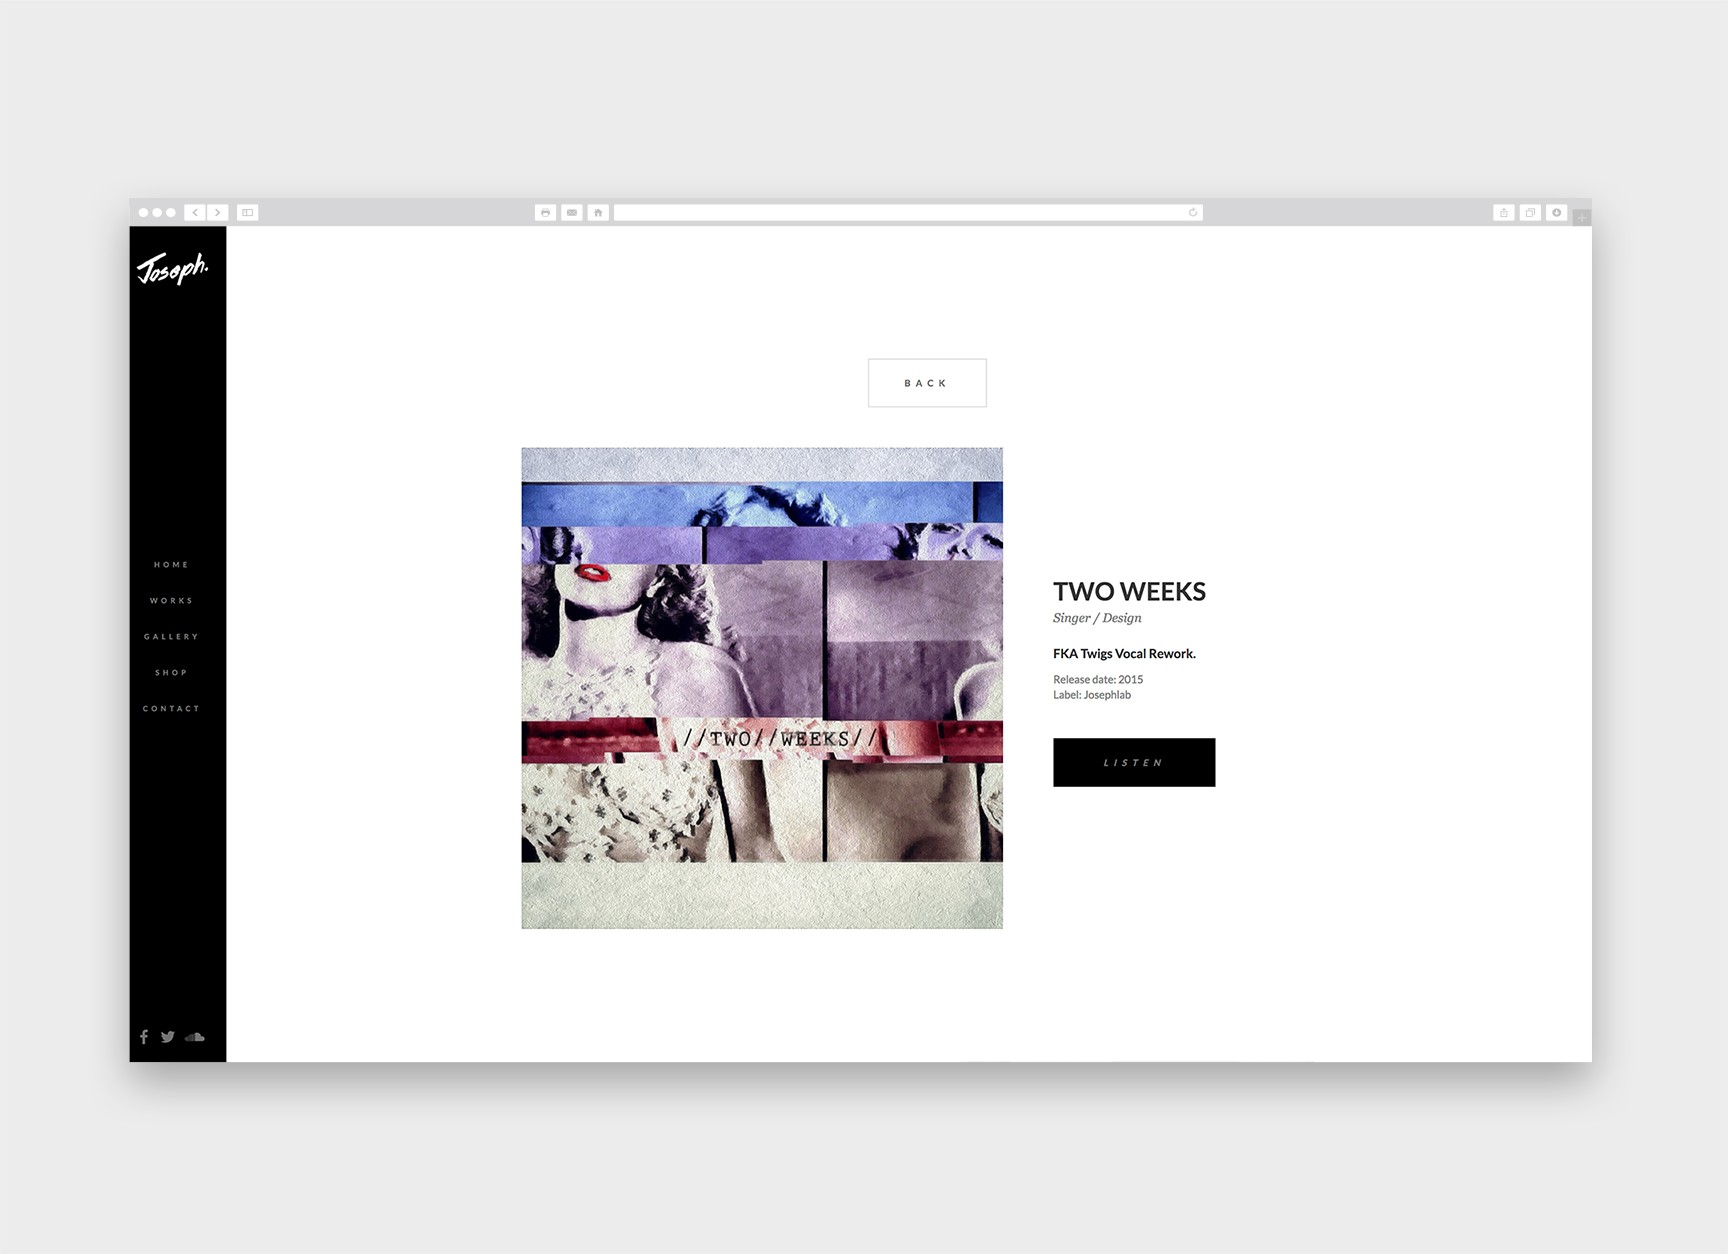 Joseph.
HOME
WORKS
GALLERY
SHOP
CONTACT
BACK
//TWO//WEEKS//
TWO WEEKS
Singer / Design
FKA Twigs Vocal Rework.
Release date: 2015
Label: Josephlab
LISTEN